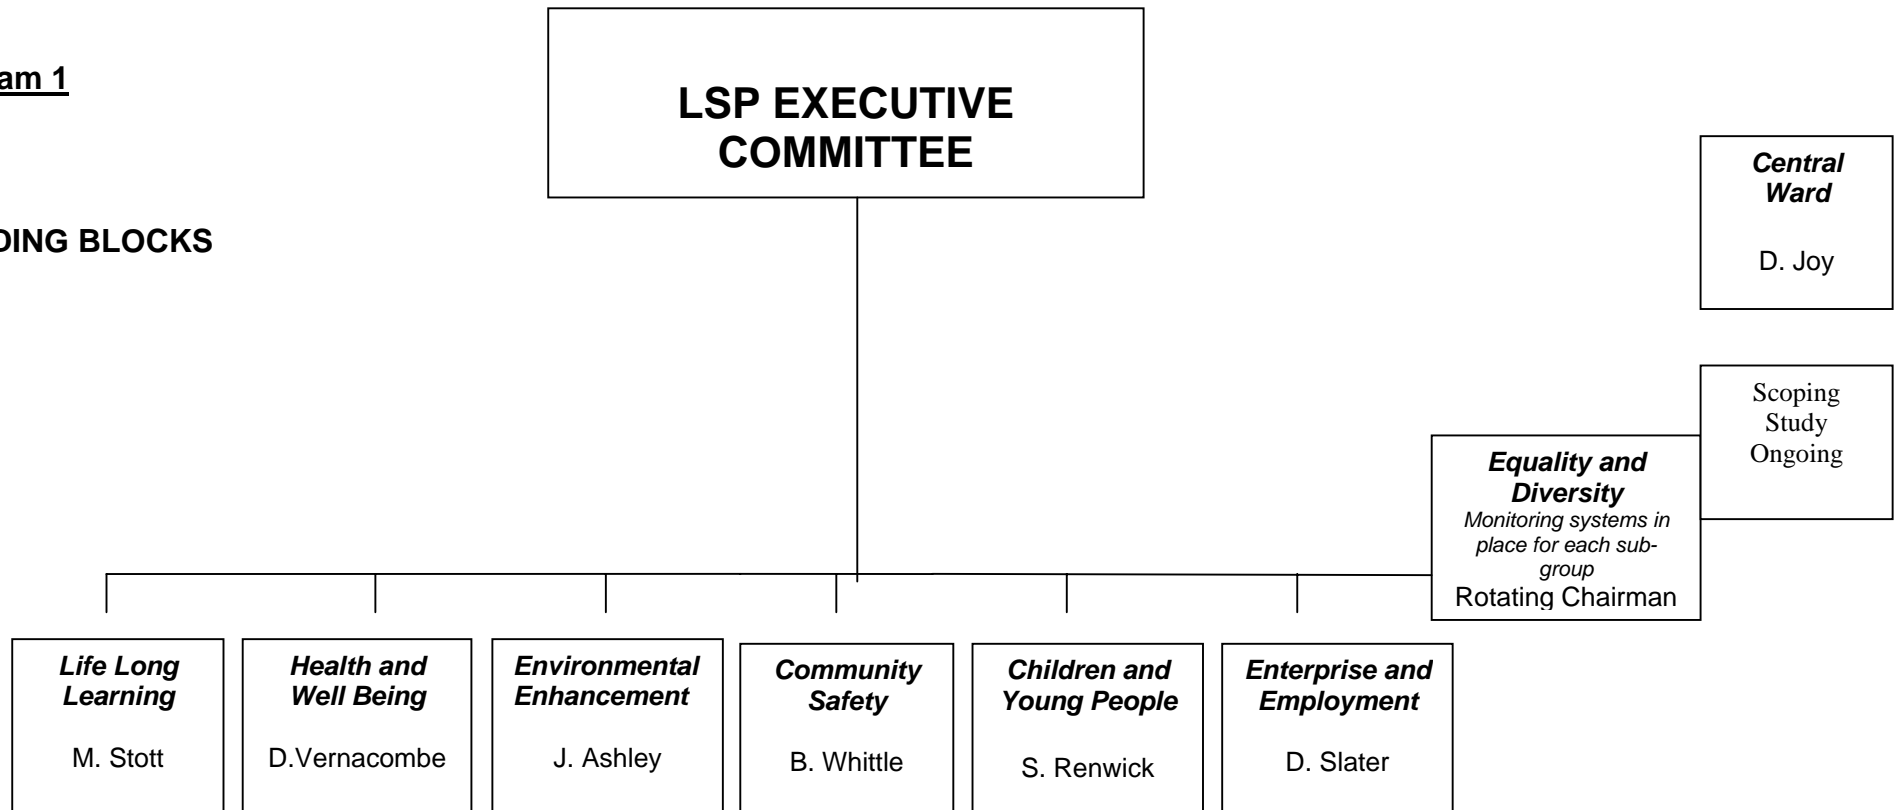 am 1
LSP EXECUTIVE
COMMITTEE
DING BLOCKS
Central
Ward
D. Joy
Scoping
Study
Ongoing
Equality and
Diversity
Monitoring systems in
place for each sub-
group
Rotating Chairman
Life Long
Learning
M. Stott
Health and
Well Being
D.Vernacombe
Environmental
Enhancement
J. Ashley
Community
Safety
B. Whittle
Children and
Young People
S. Renwick
Enterprise and
Employment
D. Slater